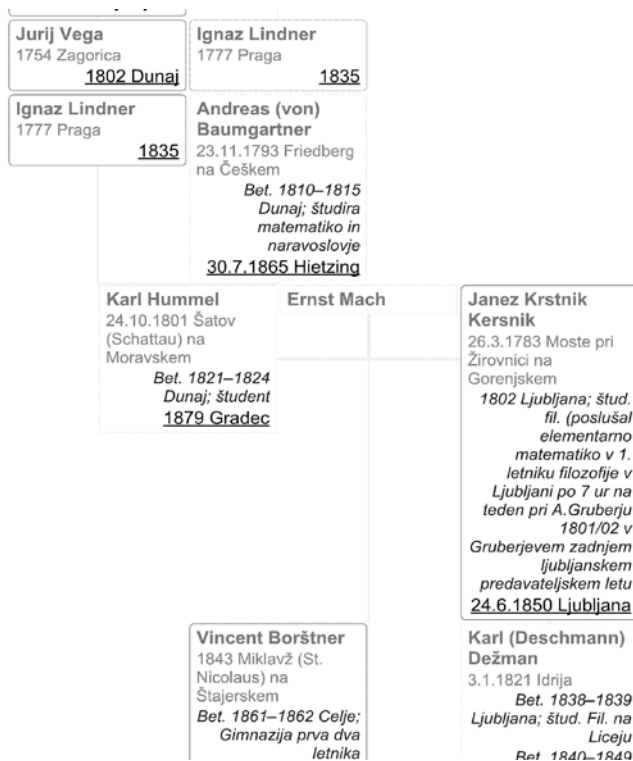 Jurij Vega
1754 Zagorica
1802 Dunaj
Ignaz Lindner
1777 Praga
1835
Ignaz Lindner
1777 Praga
1835
Andreas (von)
Baumgartner
23.11.1793 Friedberg
na Češkem
Bet. 1810–1815
Dunaj; študira
matematiko in
naravoslovje
30.7.1865 Hietzing
Karl Hummel
24.10.1801 Šatov
(Schattau) na
Moravskem
Bet. 1821–1824
Dunaj; študent
1879 Gradec
Ernst Mach
Janez Krstnik
Kersnik
26.3.1783 Moste pri
Žirovnici na
Gorenjskem
1802 Ljubljana; štud.
fil. (poslušal
elementarno
matematiko v 1.
letniku filozofije v
Ljubljani po 7 ur na
teden pri A.Gruberju
1801/02 v
Gruberjevem zadnjem
ljubljanskem
predavateljskem letu
24.6.1850 Ljubljana
Vincent Borštner
1843 Miklavž (St.
Nicolaus) na
Štajerskem
Bet. 1861–1862 Celje;
Gimnazija prva dva
letnika
Karl (Deschmann)
Dežman
3.1.1821 Idrija
Bet. 1838–1839
Ljubljana; štud. Fil. na
Liceju
Bet. 1840–1849